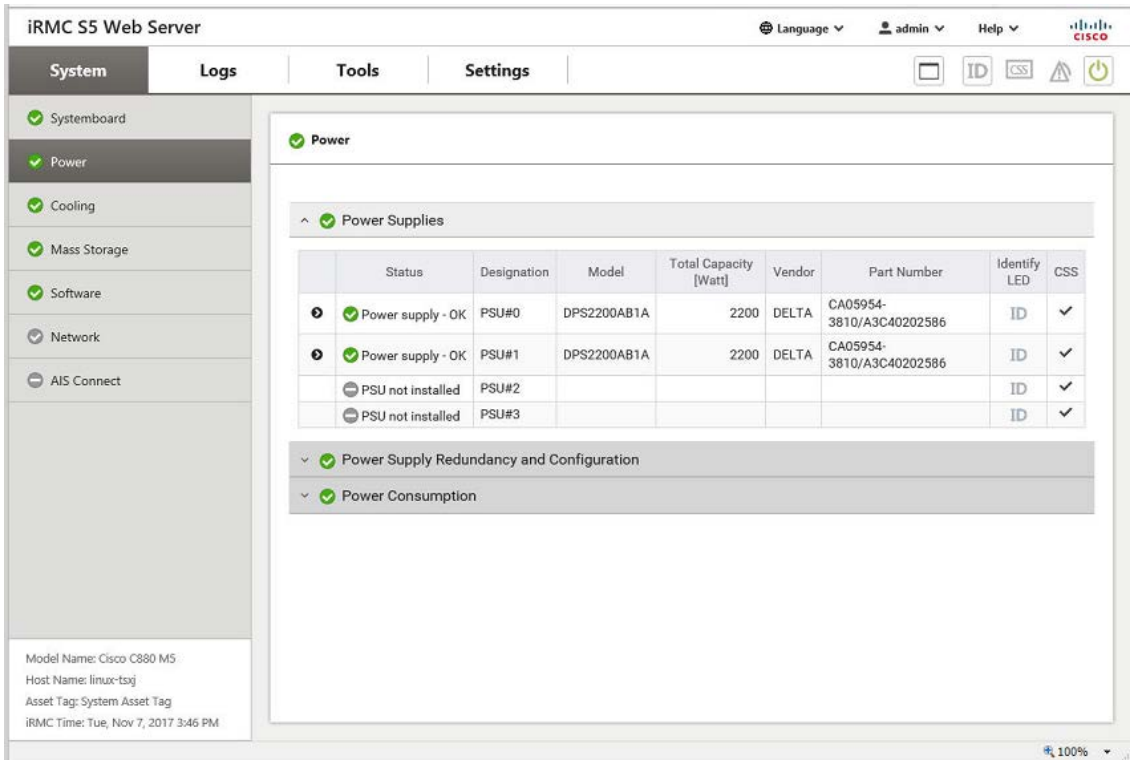 iRMC S5 Web Server
Language
admin
Help
CISCO
System
Logs
Tools
Settings
ID
CSS
Systemboard
Power
Cooling
Mass Storage
Software
Network
AIS Connect
Power
Power Supplies
Status Designation Model Total Capacity [Watt] Vendor Part Number Identify LED CSS
Power supply - OK PSU#0 DPS2200AB1A 2200 DELTA CA05954-3810/A3C40202586 ID
Power supply - OK PSU#1 DPS2200AB1A 2200 DELTA CA05954-3810/A3C40202586 ID
PSU not installed PSU#2 ID
PSU not installed PSU#3 ID
Power Supply Redundancy and Configuration
Power Consumption
Model Name: Cisco C880 M5
Host Name: linux-tsxj
Asset Tag: System Asset Tag
iRMC Time: Tue, Nov 7, 2017 3:46 PM
100%